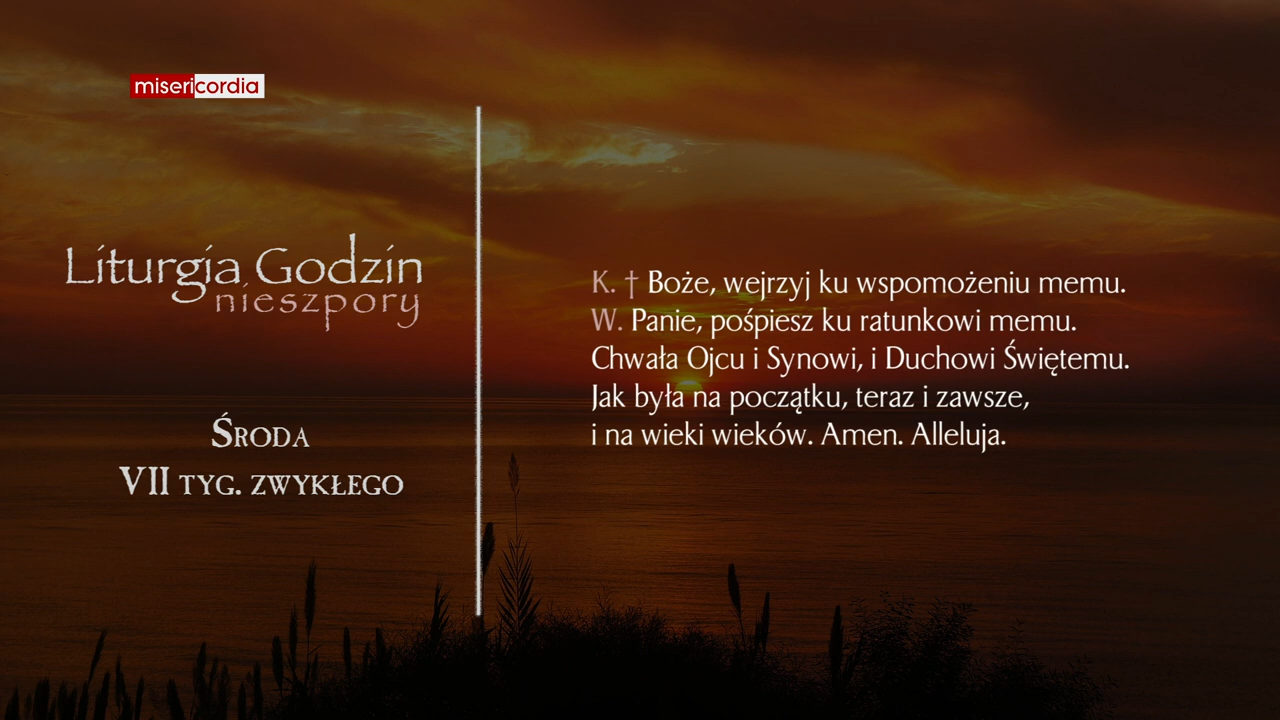 misericordia
Liturgia Godzin
nieszpory
Środa
VII tyg. zwykłego
K. † Boże, wejrzyj ku wspomożeniu memu.
W. Panie, pośpiesz ku ratunkowi memu.
Chwała Ojcu i Synowi, i Duchowi Świętemu.
Jak była na początku, teraz i zawsze,
i na wieki wieków. Amen. Alleluja.